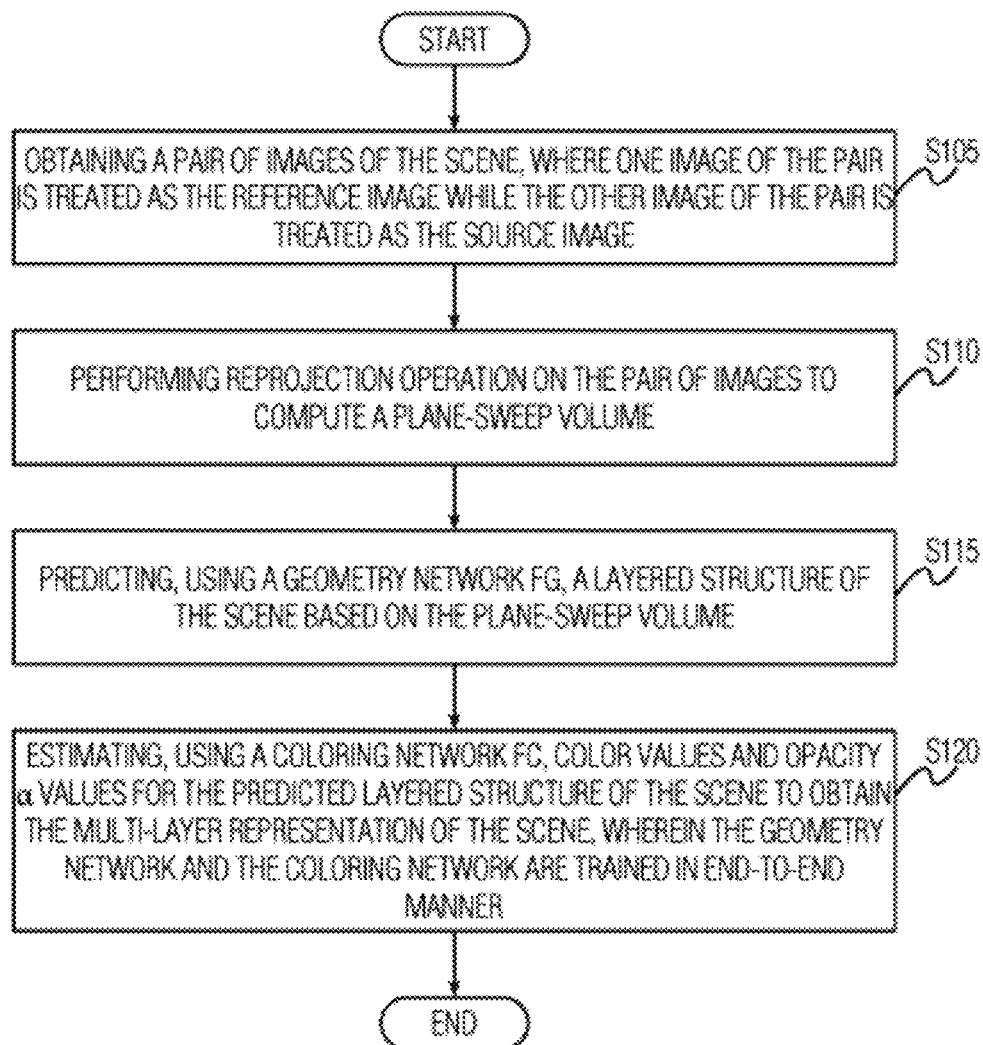 START
OBTAINING A PAIR OF IMAGES OF THE SCENE, WHERE ONE IMAGE OF THE PAIR
IS TREATED AS THE REFERENCE IMAGE WHILE THE OTHER IMAGE OF THE PAIR IS
TREATED AS THE SOURCE IMAGE
S105
PERFORMING REPROJECTION OPERATION ON THE PAIR OF IMAGES TO
COMPUTE A PLANE-SWEEP VOLUME
S110
PREDICTING, USING A GEOMETRY NETWORK FG, A LAYERED STRUCTURE OF
THE SCENE BASED ON THE PLANE-SWEEP VOLUME
S115
ESTIMATING, USING A COLORING NETWORK FC, COLOR VALUES AND OPACITY
α VALUES FOR THE PREDICTED LAYERED STRUCTURE OF THE SCENE TO OBTAIN
THE MULTI-LAYER REPRESENTATION OF THE SCENE, WHEREIN THE GEOMETRY
NETWORK AND THE COLORING NETWORK ARE TRAINED IN END-TO-END
MANNER
S120
END